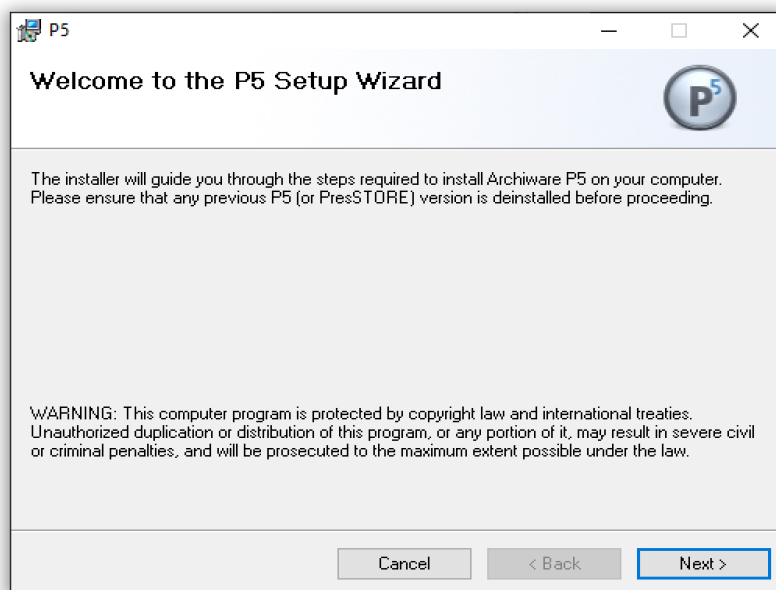 P5
Welcome to the P5 Setup Wizard
P5
The installer will guide you through the steps required to install Archiware P5 on your computer.
Please ensure that any previous P5 (or PresSTORE) version is deinstalled before proceeding.
WARNING: This computer program is protected by copyright law and international treaties.
Unauthorized duplication or distribution of this program, or any portion of it, may result in severe civil
or criminal penalties, and will be prosecuted to the maximum extent possible under the law.
Cancel
< Back
Next >